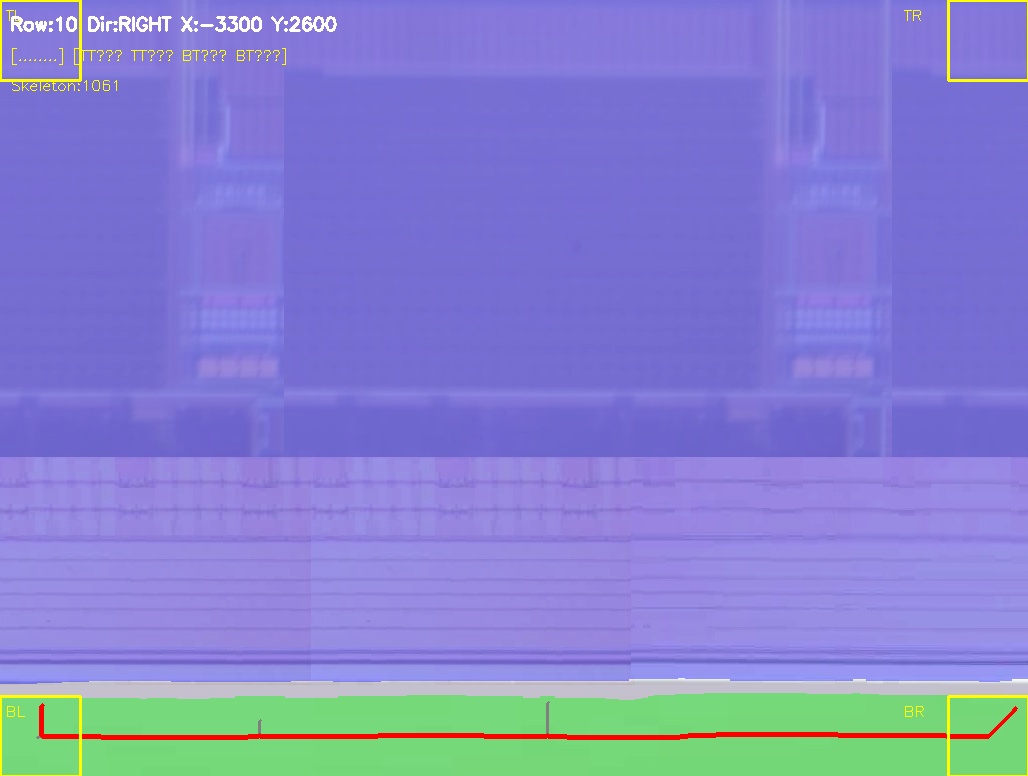 TL
Row:10 Dir:RIGHT X:-3300 Y:2600
TR
[........] [TT??? TT??? BT??? BT???]
Skeleton:1061
BL
BR